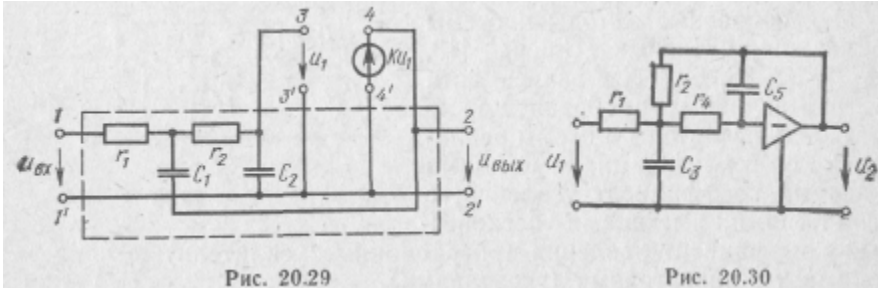 3
4
u₁
Ku₁
3'
4'
1
2
r₁
r₂
C₁
C₂
uвх
uвых
1'
2'
Рис. 20.29
r₂
C₅
r₁
r₄
−
u₁
C₃
u₂
Рис. 20.30